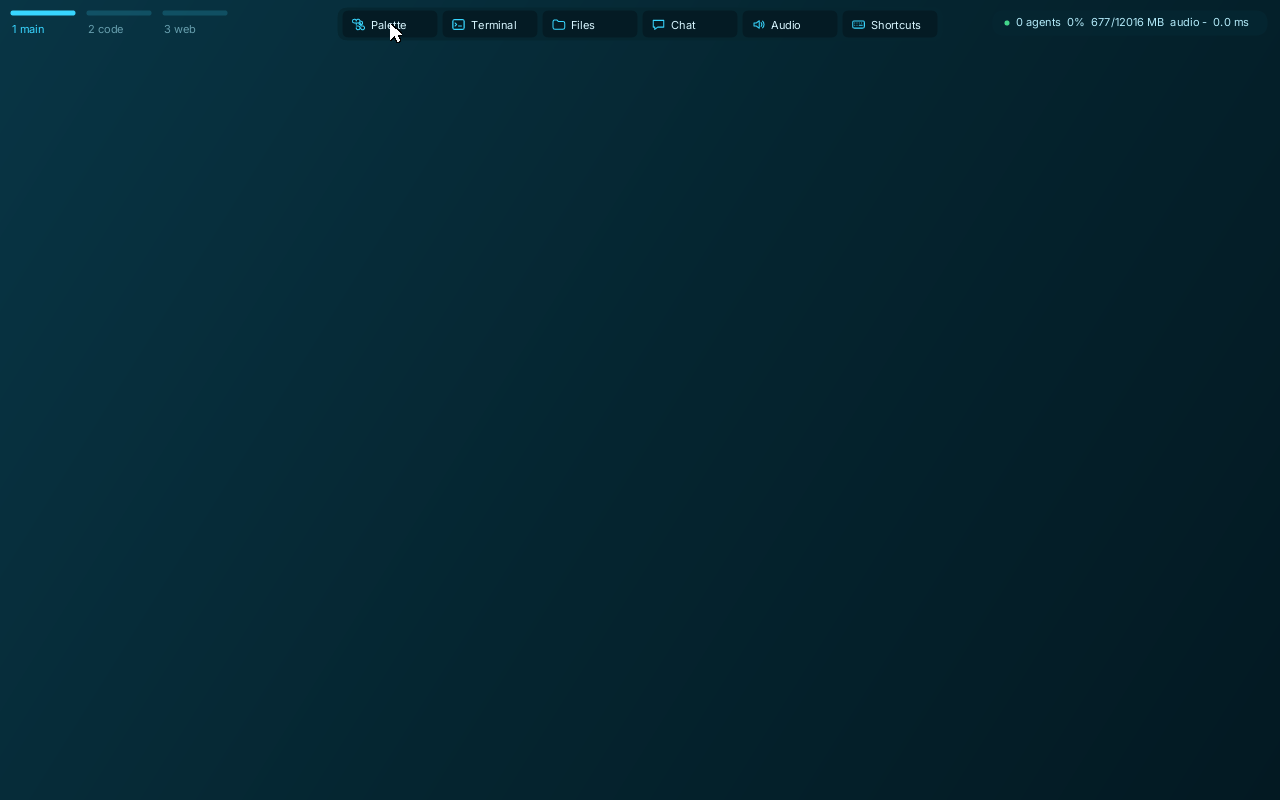 1 main 2 code 3 web
Palette Terminal Files Chat Audio Shortcuts
0 agents 0% 677/12016 MB audio - 0.0 ms